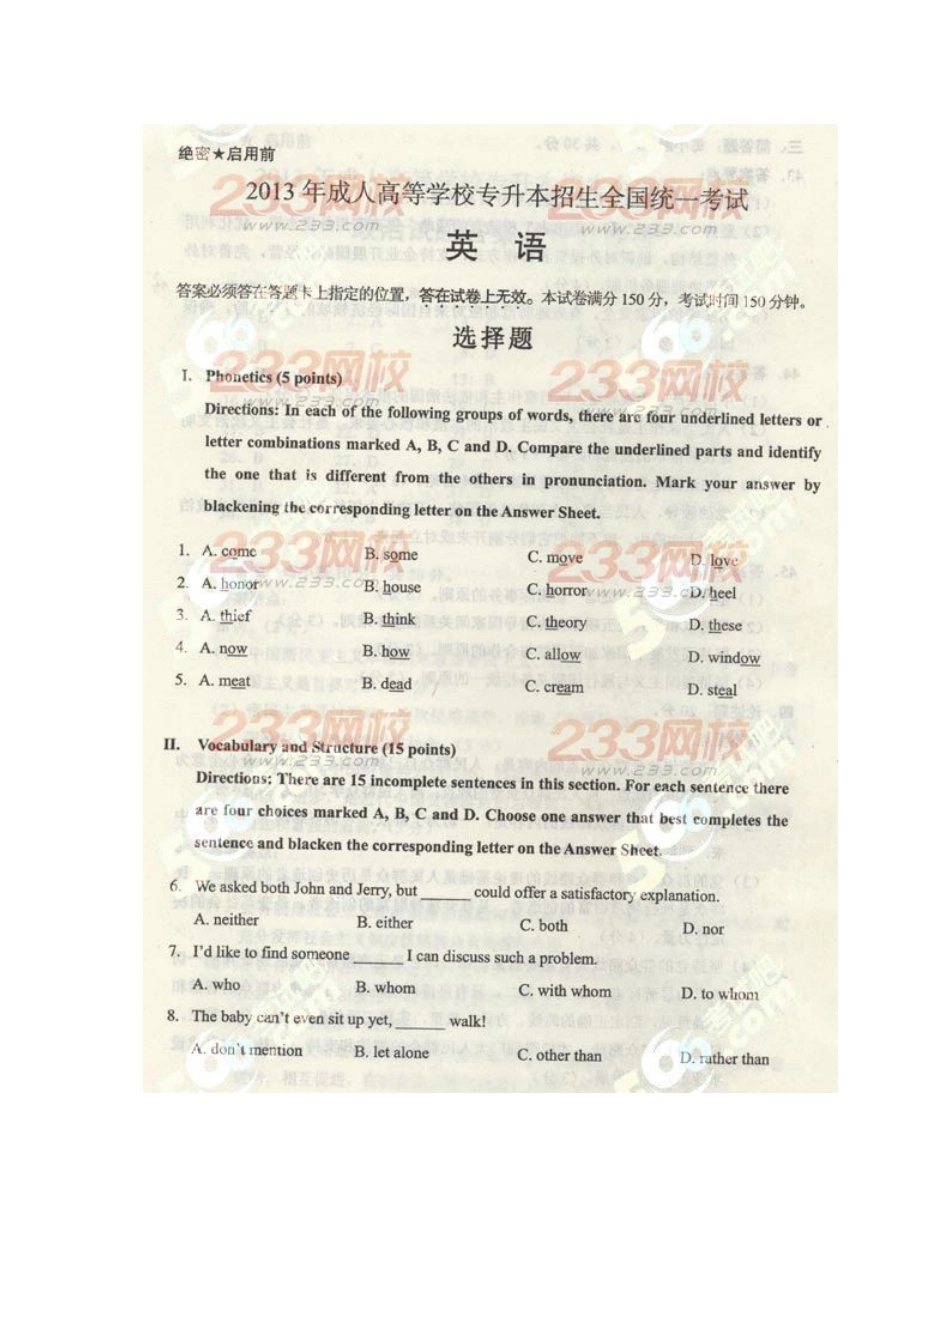 绝密★启用前
2013年成人高等学校专升本招生全国统一考试
英 语
答案必须答在答题卡上指定的位置，答在试卷上无效。本试卷满分150分，考试时间150分钟。
选择题
I. Phonetics (5 points)
Directions: In each of the following groups of words, there are four underlined letters or
letter combinations marked A, B, C and D. Compare the underlined parts and identify
the one that is different from the others in pronunciation. Mark your answer by
blackening the corresponding letter on the Answer Sheet.
1. A. come B. some C. move D. love
2. A. honor B. house C. horror D. heel
3. A. thief B. think C. theory D. these
4. A. now B. how C. allow D. window
5. A. meat B. dead C. cream D. steal
II. Vocabulary and Structure (15 points)
Directions: There are 15 incomplete sentences in this section. For each sentence there
are four choices marked A, B, C and D. Choose one answer that best completes the
sentence and blacken the corresponding letter on the Answer Sheet.
6. We asked both John and Jerry, but ______ could offer a satisfactory explanation.
A. neither B. either C. both D. nor
7. I'd like to find someone ______ I can discuss such a problem.
A. who B. whom C. with whom D. to whom
8. The baby can't even sit up yet, ______ walk!
A. don't mention B. let alone C. other than D. rather than
233网校
www.233.com